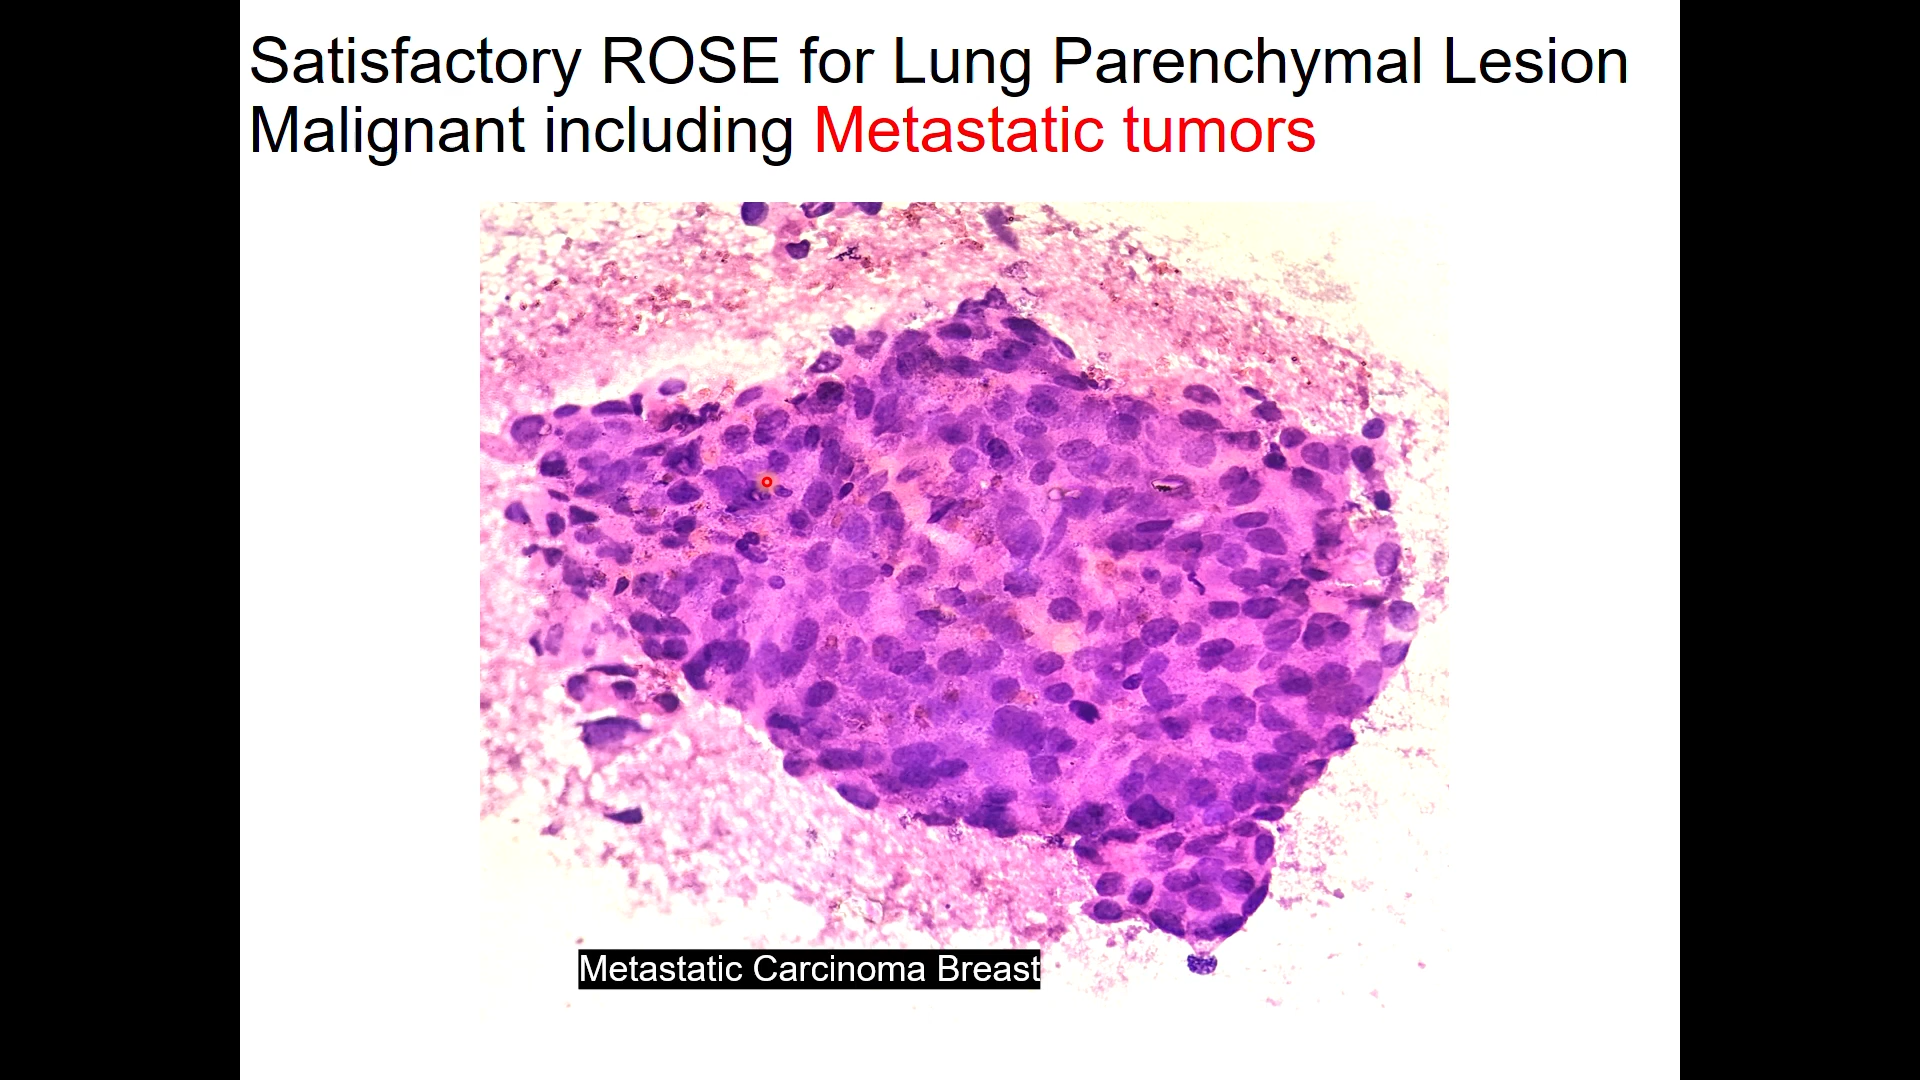 Satisfactory ROSE for Lung Parenchymal Lesion
Malignant including Metastatic tumors
Metastatic Carcinoma Breast